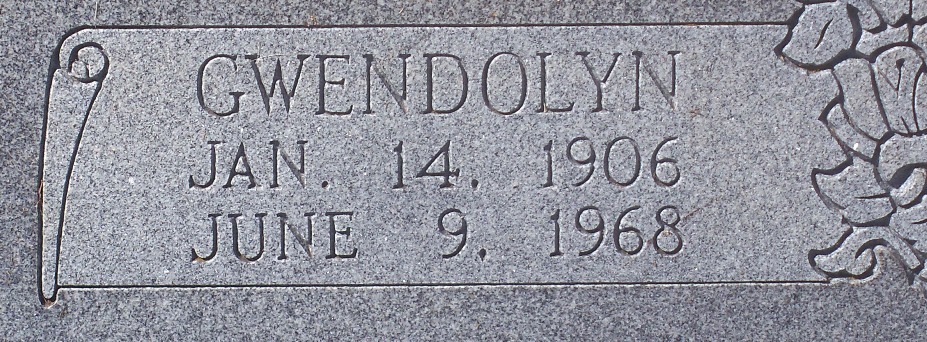 GWENDOLYN
JAN. 14. 1906
JUNE 9, 1968